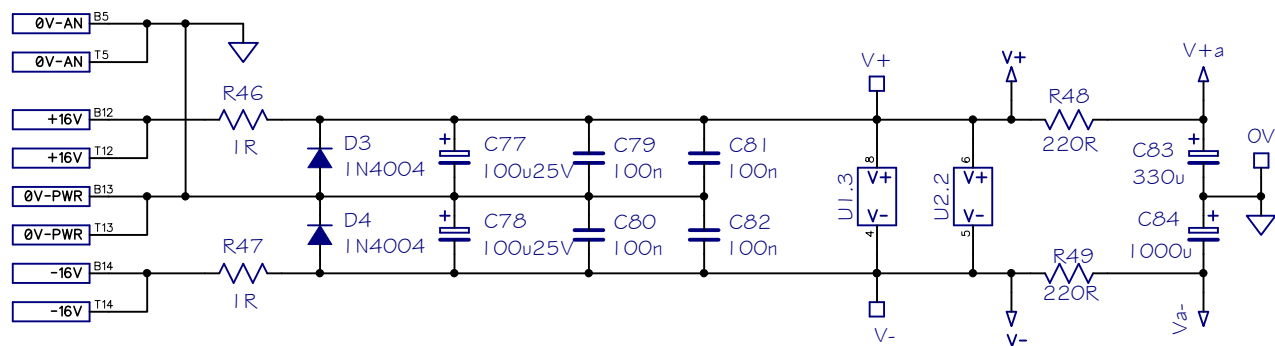 0V-AN B5
0V-AN T5
+16V B12
+16V T12
0V-PWR B13
0V-PWR T13
-16V B14
-16V T14
R46
1R
R47
1R
D3
1N4004
D4
1N4004
+ C77
100u25V
+ C78
100u25V
C79
100n
C80
100n
C81
100n
C82
100n
V+
8
V+
U1.3
V-
4
V-
6
V+
U2.2
V-
5
V+
V-
R48
220R
R49
220R
V+a
+
C83
330u
0V
+
C84
1000u
Va-